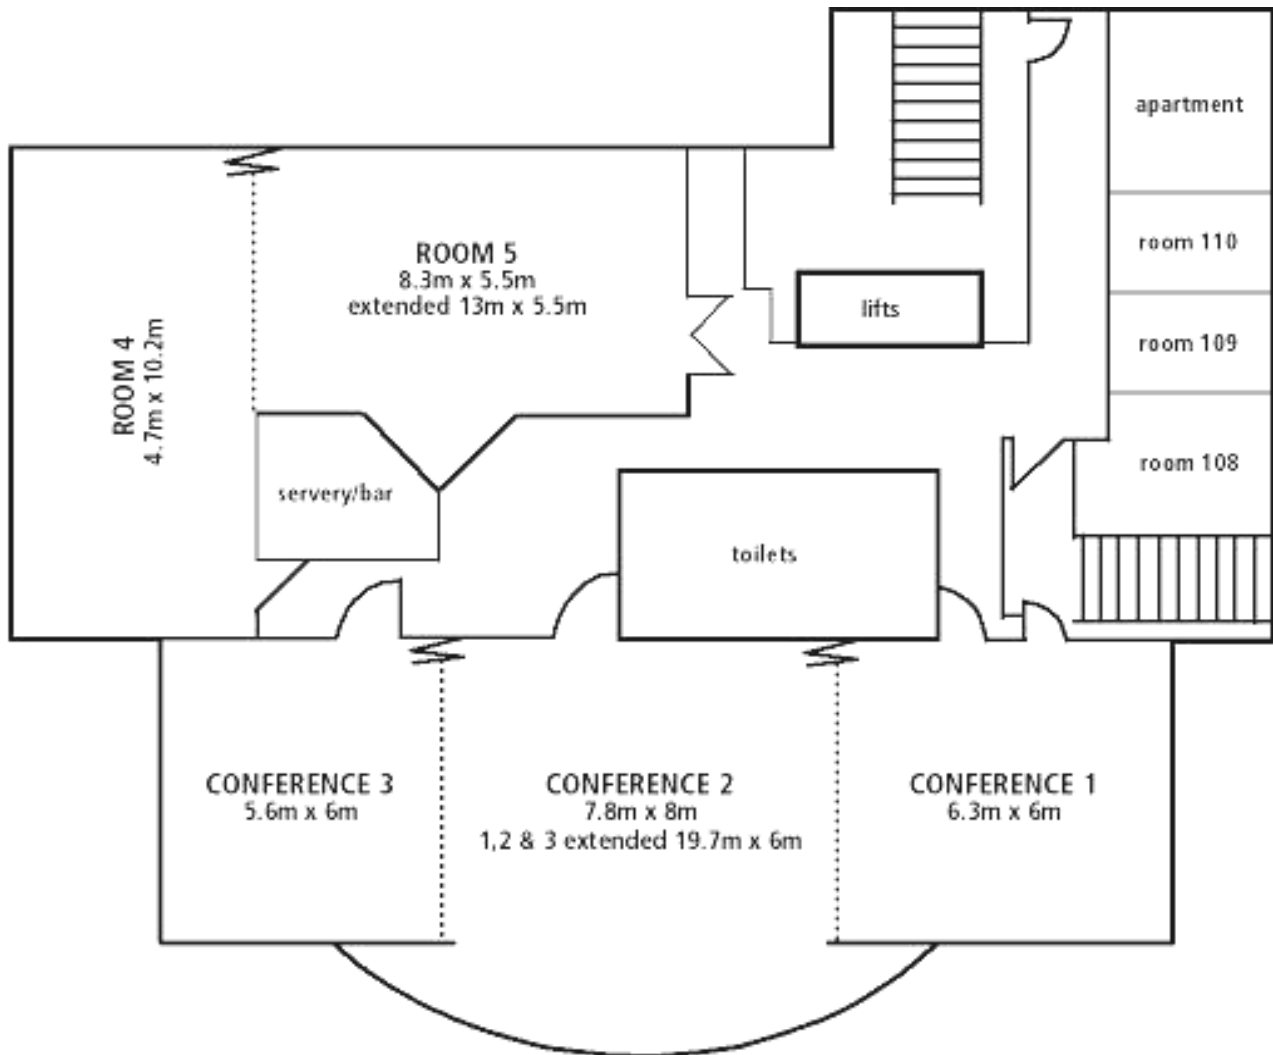 apartment
room 110
room 109
room 108
lifts
ROOM 5
8.3m x 5.5m
extended 13m x 5.5m
ROOM 4
4.7m x 10.2m
servery/bar
toilets
CONFERENCE 3
5.6m x 6m
CONFERENCE 2
7.8m x 8m
1,2 & 3 extended 19.7m x 6m
CONFERENCE 1
6.3m x 6m